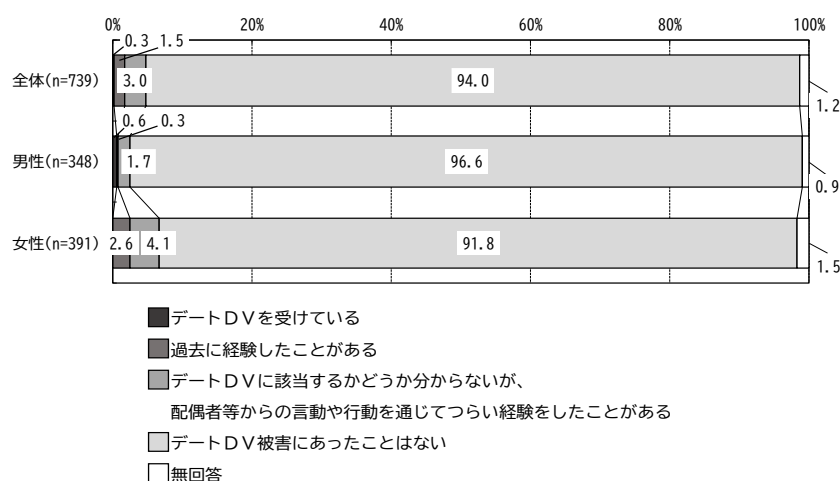 0% 20% 40% 60% 80% 100%
0.3 1.5
全体(n=739) 3.0 94.0
1.2
0.6 0.3
男性(n=348) 1.7 96.6
0.9
女性(n=391) 2.6 4.1 91.8
1.5
デートＤＶを受けている
過去に経験したことがある
デートＤＶに該当するかどうか分からないが、
配偶者等からの言動や行動を通じてつらい経験をしたことがある
デートＤＶ被害にあったことはない
無回答